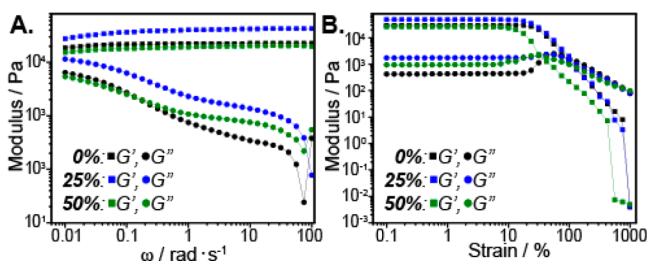 A.
Modulus / Pa
10⁴
10³
10³
10¹
0%: G’, G”
25%: G’, G”
50%: G’, G”
0.01 0.1 1 10 100
ω / rad · s⁻¹
B.
Modulus / Pa
10⁴
10³
10²
10¹
10⁰
10⁻¹
10⁻²
10⁻³
0%: G’, G”
25%: G’, G”
50%: G’, G”
0.1 1 10 100 1000
Strain / %